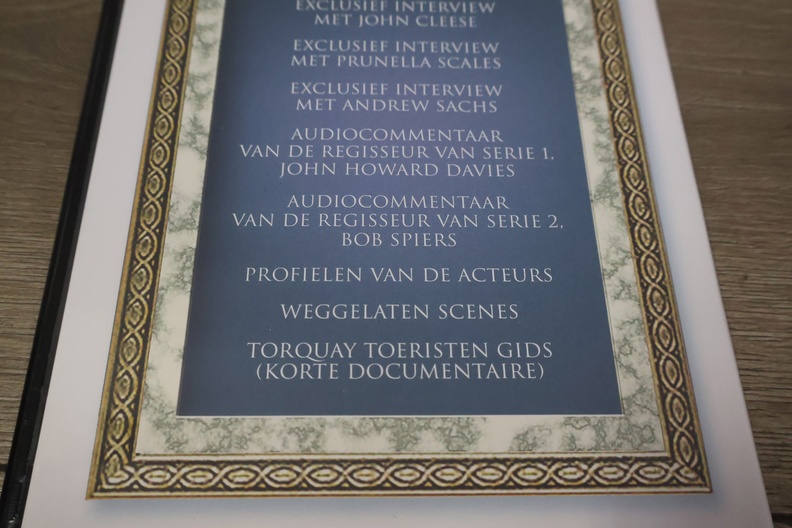 EXCLUSIEF INTERVIEW
MET JOHN CLEESE
EXCLUSIEF INTERVIEW
MET PRUNELLA SCALES
EXCLUSIEF INTERVIEW
MET ANDREW SACHS
AUDIOCOMMENTAAR
VAN DE REGISSEUR VAN SERIE 1,
JOHN HOWARD DAVIES
AUDIOCOMMENTAAR
VAN DE REGISSEUR VAN SERIE 2,
BOB SPIERS
PROFIELEN VAN DE ACTEURS
WEGGELATEN SCENES
TORQUAY TOERISTEN GIDS
(KORTE DOCUMENTAIRE)